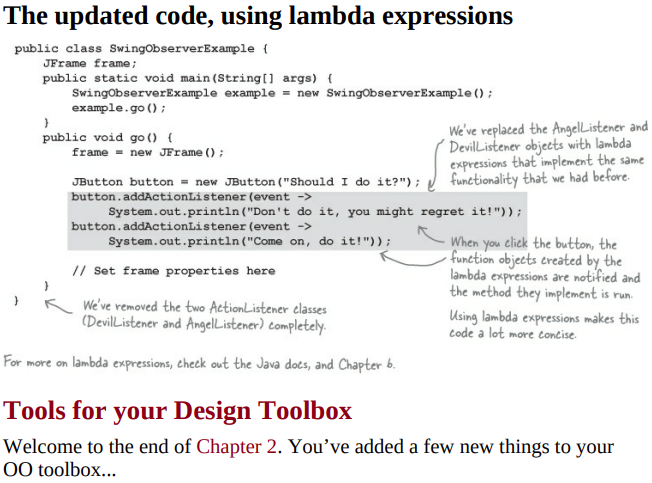 The updated code, using lambda expressions
public class SwingObserverExample {
JFrame frame;
public static void main(String[] args) {
SwingObserverExample example = new SwingObserverExample();
example.go();
}
public void go() {
frame = new JFrame();
JButton button = new JButton("Should I do it?");
button.addActionListener(event ->
System.out.println("Don't do it, you might regret it!"));
button.addActionListener(event ->
System.out.println("Come on, do it!"));
// Set frame properties here
}
}
We've replaced the AngelListener and
DevilListener objects with lambda
expressions that implement the same
functionality that we had before.
When you click the button, the
function objects created by the
lambda expressions are notified and
the method they implement is run.
Using lambda expressions makes this
code a lot more concise.
We've removed the two ActionListener classes
(DevilListener and AngelListener) completely.
For more on lambda expressions, check out the Java docs, and Chapter 6.
Tools for your Design Toolbox
Welcome to the end of Chapter 2. You've added a few new things to your
OO toolbox...